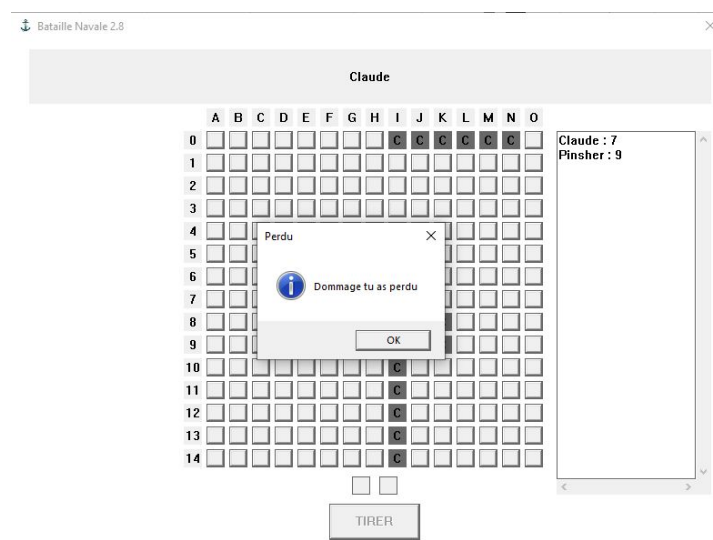 Bataille Navale 2.8
Claude
A B C D E F G H I J K L M N O
0 C C C C C C
1
2
3
4
5
6
7
8
9
10 C
11 C
12 C
13 C
14 C
Claude : 7
Pinsher : 9
Perdu
Dommage tu as perdu
OK
TIRER